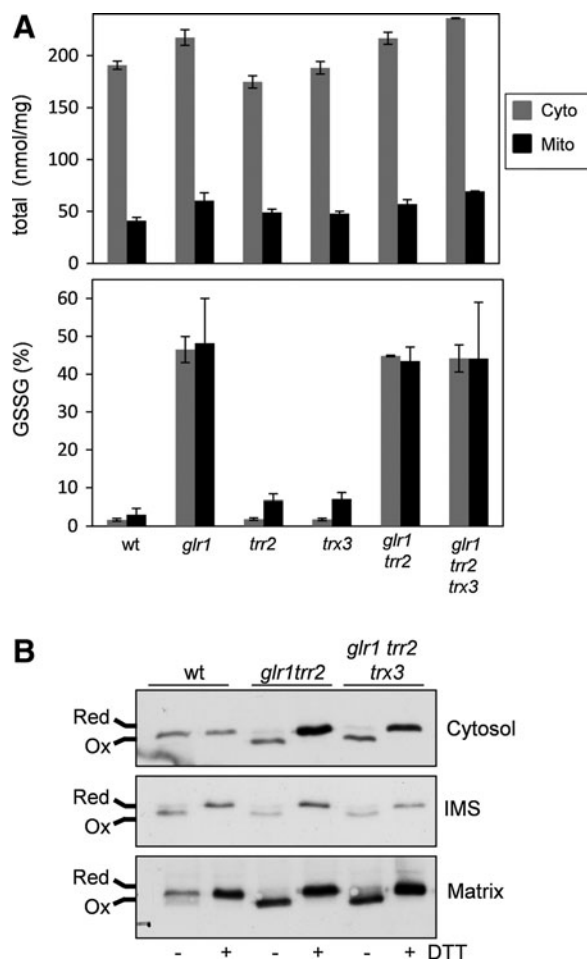 A
total (nmol/mg)
200
150
100
50
0
Cyto
Mito
GSSG (%)
60
50
40
30
20
10
0
wt
glr1
trr2
trx3
glr1
trr2
glr1
trr2
trx3
B
wt
glr1trr2
glr1 trr2
trx3
Red
Ox
Cytosol
Red
Ox
IMS
Red
Ox
Matrix
- + - + - + DTT